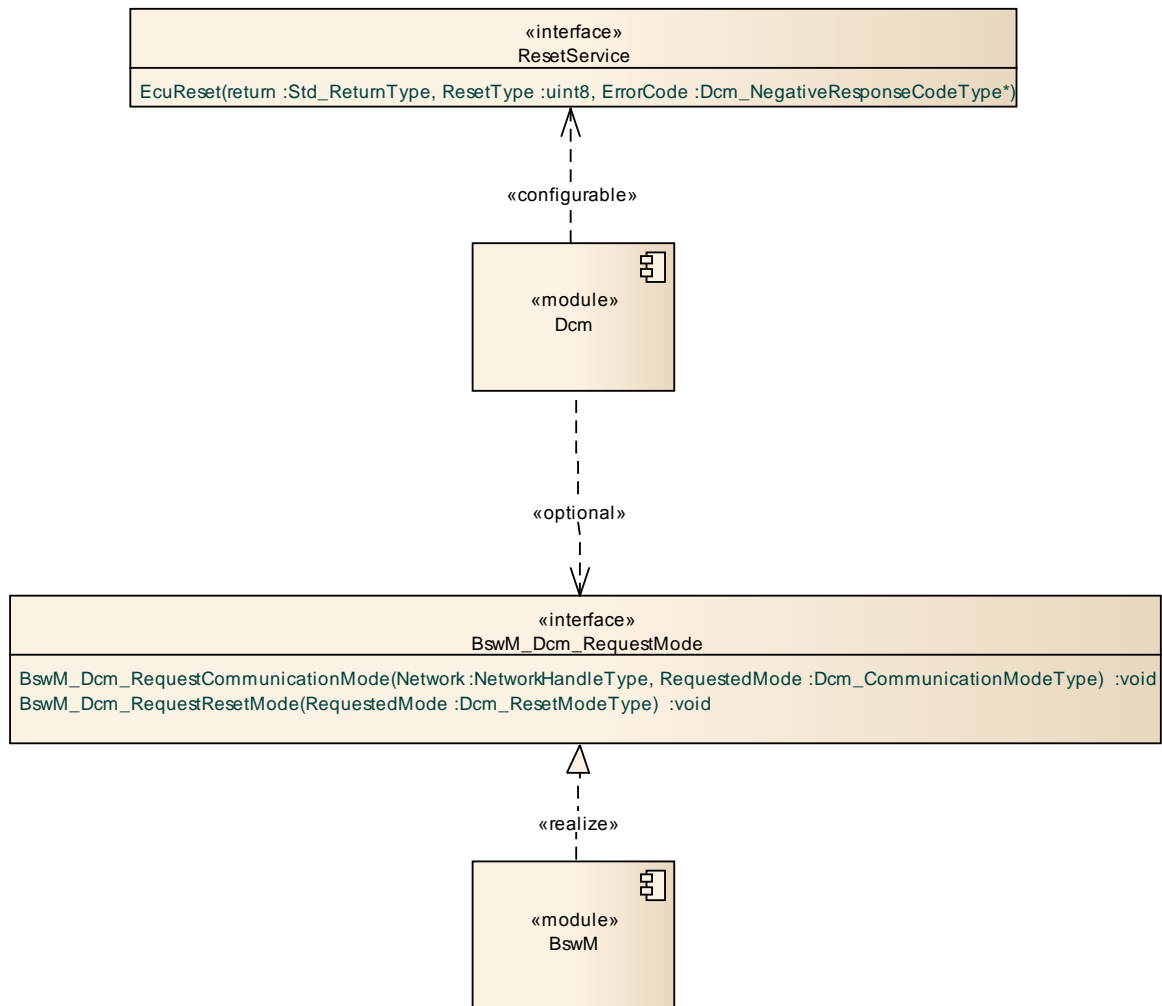 «interface»
ResetService
EcuReset(return :Std_ReturnType, ResetType :uint8, ErrorCode :Dcm_NegativeResponseCodeType*)
«configurable»
«module»
Dcm
«optional»
«interface»
BswM_Dcm_RequestMode
BswM_Dcm_RequestCommunicationMode(Network :NetworkHandleType, RequestedMode :Dcm_CommunicationModeType) :void
BswM_Dcm_RequestResetMode(RequestedMode :Dcm_ResetModeType) :void
«realize»
«module»
BswM